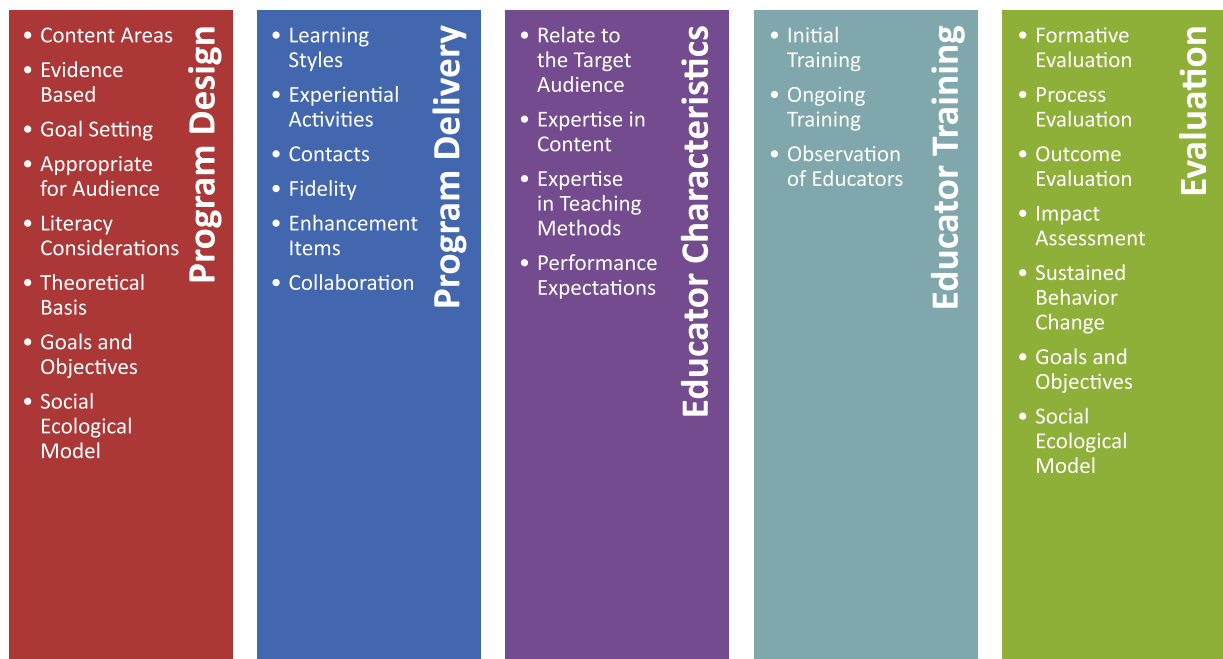 Program Design
• Content Areas
• Evidence
Based
• Goal Setting
• Appropriate
for Audience
• Literacy
Considerations
• Theoretical
Basis
• Goals and
Objectives
• Social
Ecological
Model
Program Delivery
• Learning
Styles
• Experiential
Activities
• Contacts
• Fidelity
• Enhancement
Items
• Collaboration
Educator Characteristics
• Relate to
the Target
Audience
• Expertise in
Content
• Expertise
in Teaching
Methods
• Performance
Expectations
Educator Training
• Initial
Training
• Ongoing
Training
• Observation
of Educators
Evaluation
• Formative
Evaluation
• Process
Evaluation
• Outcome
Evaluation
• Impact
Assessment
• Sustained
Behavior
Change
• Goals and
Objectives
• Social
Ecological
Model